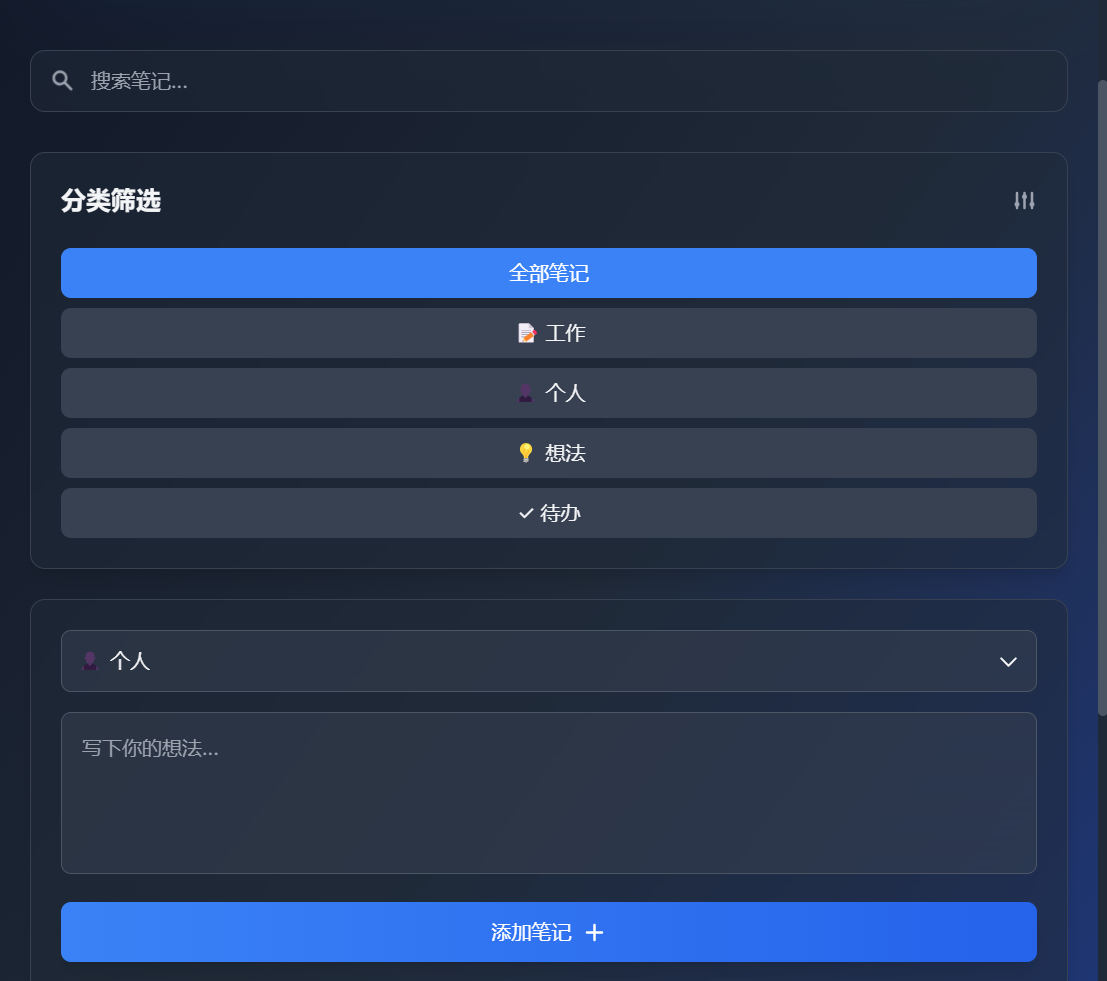 搜索笔记...
分类筛选
全部笔记
📝 工作
👤 个人
💡 想法
✓ 待办
👤 个人
写下你的想法...
添加笔记 +